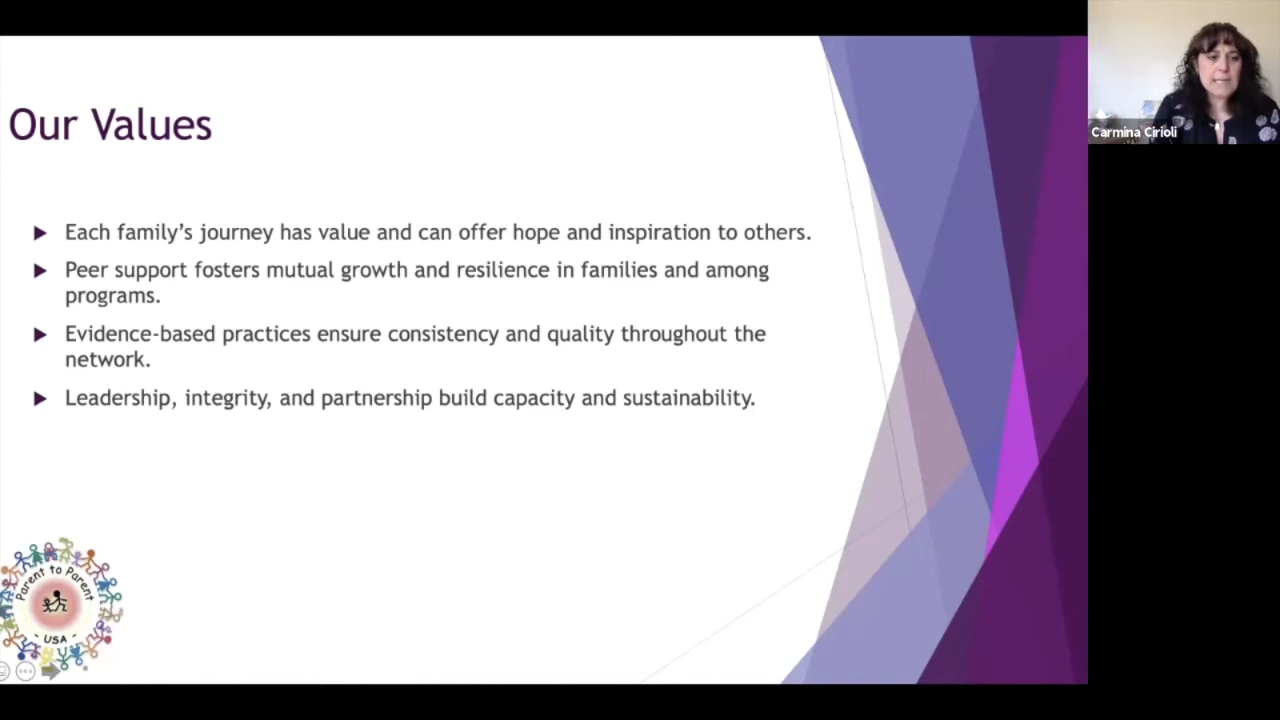 Our Values
Each family’s journey has value and can offer hope and inspiration to others.
Peer support fosters mutual growth and resilience in families and among
programs.
Evidence-based practices ensure consistency and quality throughout the
network.
Leadership, integrity, and partnership build capacity and sustainability.
Parent to Parent
- USA -
Carmina Cirioli